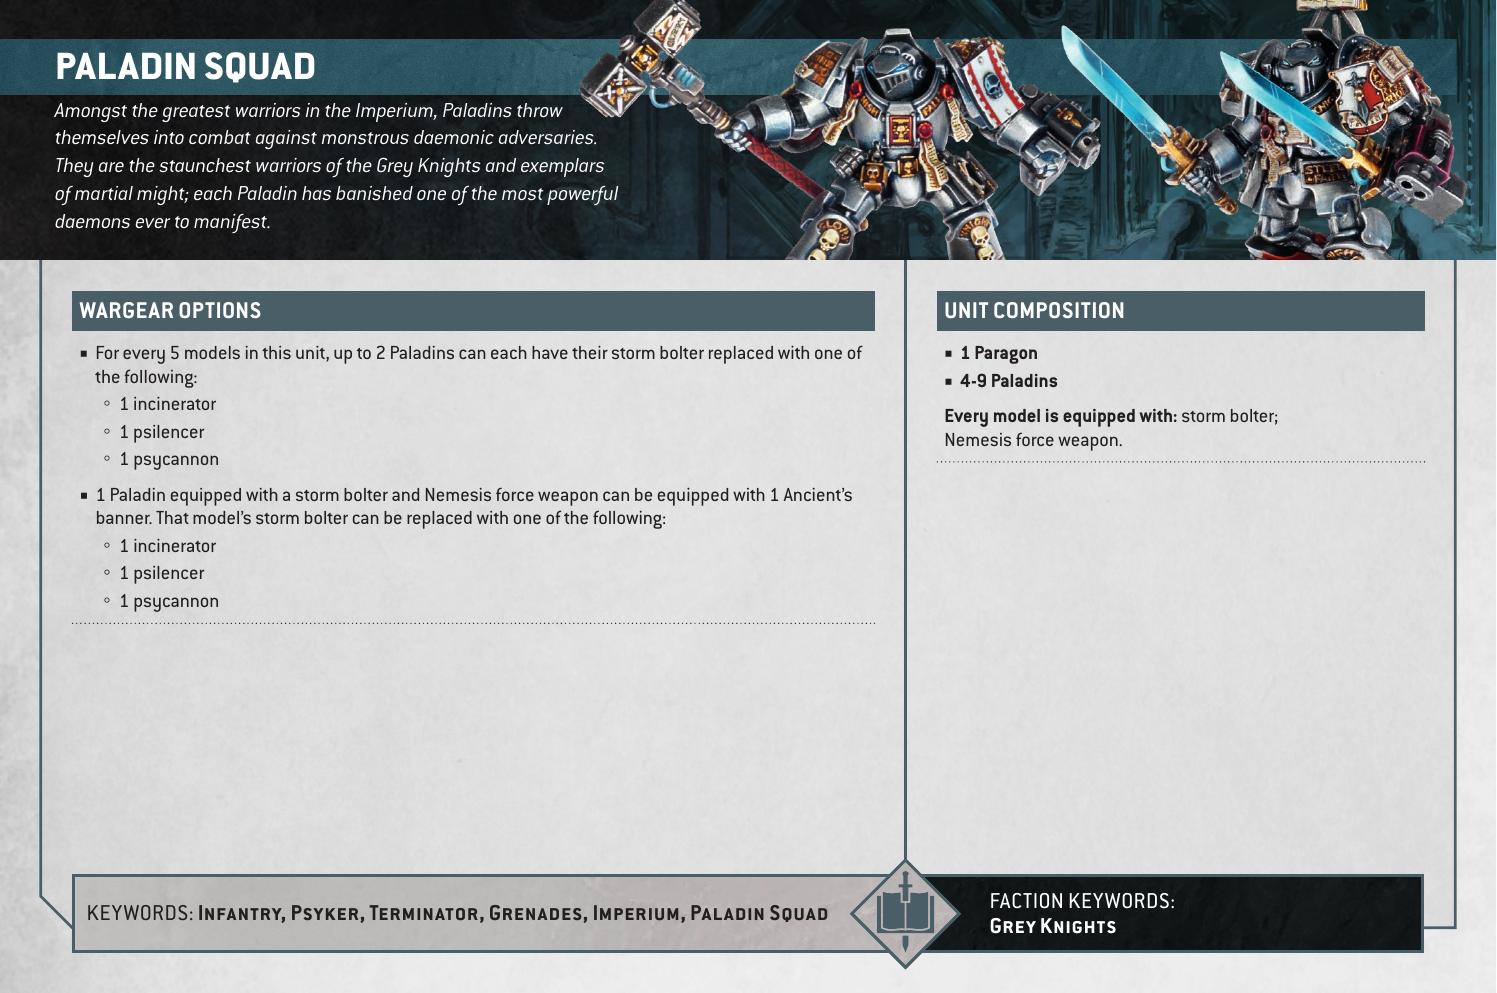 PALADIN SQUAD
Amongst the greatest warriors in the Imperium, Paladins throw
themselves into combat against monstrous daemonic adversaries.
They are the staunchest warriors of the Grey Knights and exemplars
of martial might; each Paladin has banished one of the most powerful
daemons ever to manifest.
WARGEAR OPTIONS
■ For every 5 models in this unit, up to 2 Paladins can each have their storm bolter replaced with one of
the following:
◦ 1 incinerator
◦ 1 psilencer
◦ 1 psycannon
■ 1 Paladin equipped with a storm bolter and Nemesis force weapon can be equipped with 1 Ancient’s
banner. That model’s storm bolter can be replaced with one of the following:
◦ 1 incinerator
◦ 1 psilencer
◦ 1 psycannon
UNIT COMPOSITION
■ 1 Paragon
■ 4-9 Paladins
Every model is equipped with: storm bolter;
Nemesis force weapon.
KEYWORDS: Infantry, Psyker, Terminator, Grenades, Imperium, Paladin Squad
FACTION KEYWORDS:
Grey Knights